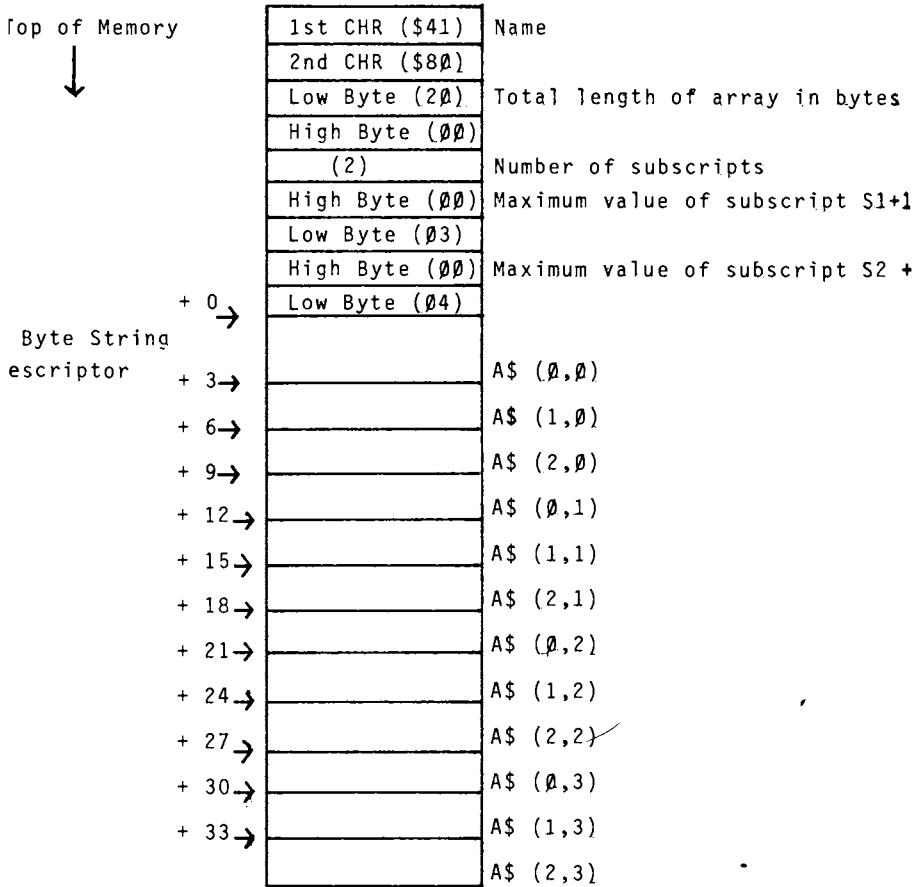 Top of Memory
1st CHR ($41) Name
2nd CHR ($80)
Low Byte (20) Total length of array in bytes
High Byte (00)
(2) Number of subscripts
High Byte (00) Maximum value of subscript S1+1
Low Byte (03)
High Byte (00) Maximum value of subscript S2 +
+ 0 Low Byte (04)
Byte String
escriptor
+ 3 A$ (0,0)
+ 6 A$ (1,0)
+ 9 A$ (2,0)
+ 12 A$ (0,1)
+ 15 A$ (1,1)
+ 18 A$ (2,1)
+ 21 A$ (0,2)
+ 24 A$ (1,2)
+ 27 A$ (2,2)
+ 30 A$ (0,3)
+ 33 A$ (1,3)
A$ (2,3)